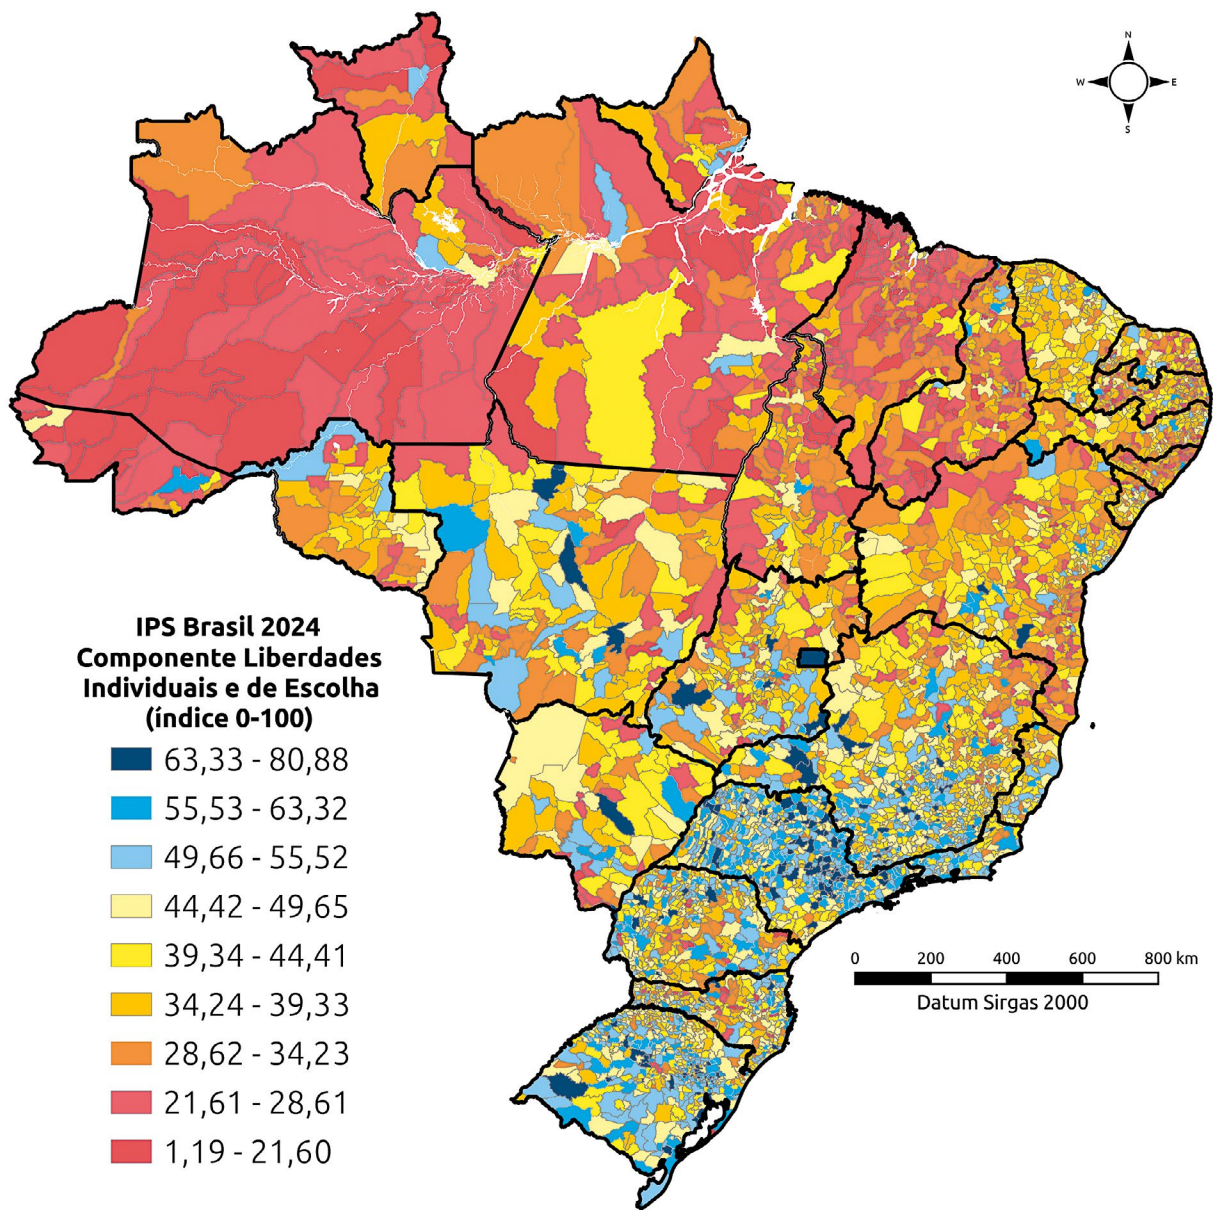 N
W E
S
IPS Brasil 2024
Componente Liberdades
Individuais e de Escolha
(índice 0-100)
63,33 - 80,88
55,53 - 63,32
49,66 - 55,52
44,42 - 49,65
39,34 - 44,41
34,24 - 39,33
28,62 - 34,23
21,61 - 28,61
1,19 - 21,60
0 200 400 600 800 km
Datum Sirgas 2000